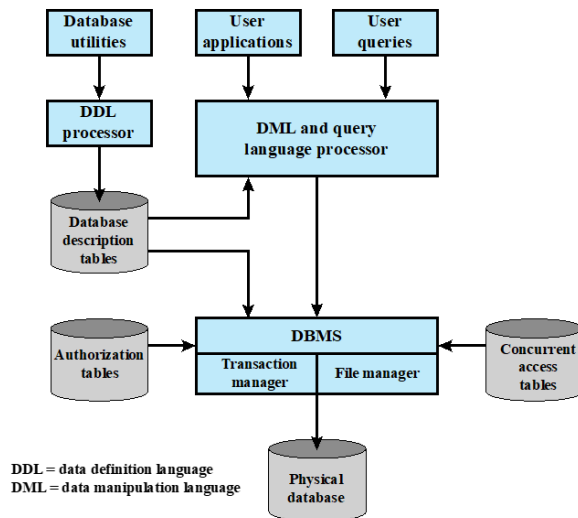 Database
utilities
User
applications
User
queries
DDL
processor
DML and query
language processor
Database
description
tables
DBMS
Transaction
manager
File manager
Authorization
tables
Concurrent
access
tables
Physical
database
DDL = data definition language
DML = data manipulation language